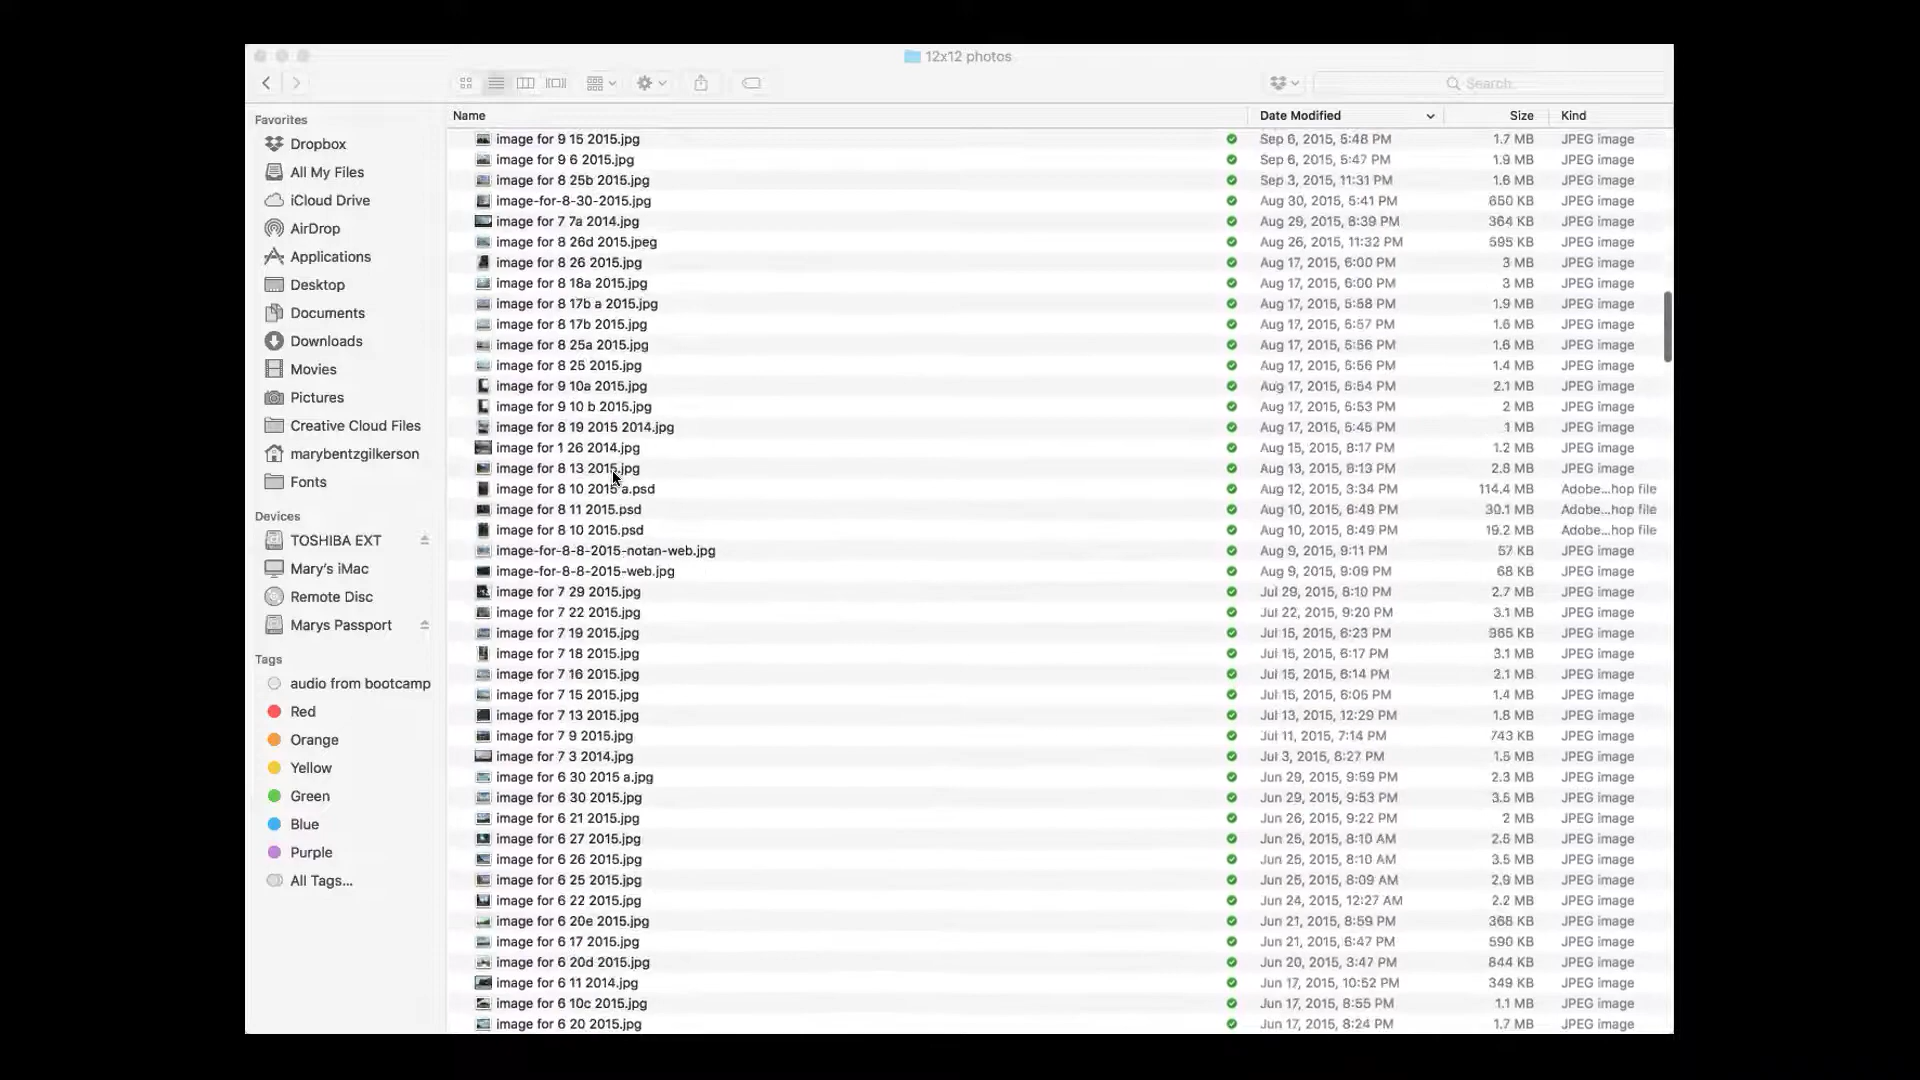 12x12 photos
Search
Name Date Modified Size Kind
Favorites
Dropbox
All My Files
iCloud Drive
AirDrop
Applications
Desktop
Documents
Downloads
Movies
Pictures
Creative Cloud Files
marybentzgilkerson
Fonts
Devices
TOSHIBA EXT
Mary's iMac
Remote Disc
Marys Passport
Tags
audio from bootcamp
Red
Orange
Yellow
Green
Blue
Purple
All Tags...
image for 9 15 2015.jpg Sep 6, 2015, 5:48 PM 1.7 MB JPEG image
image for 9 6 2015.jpg Sep 6, 2015, 5:47 PM 1.9 MB JPEG image
image for 8 25b 2015.jpg Sep 3, 2015, 11:31 PM 1.6 MB JPEG image
image-for-8-30-2015.jpg Aug 30, 2015, 5:41 PM 650 KB JPEG image
image for 7 7a 2014.jpg Aug 29, 2015, 8:39 PM 364 KB JPEG image
image for 8 26d 2015.jpeg Aug 26, 2015, 11:32 PM 595 KB JPEG image
image for 8 26 2015.jpg Aug 17, 2015, 6:00 PM 3 MB JPEG image
image for 8 18a 2015.jpg Aug 17, 2015, 6:00 PM 3 MB JPEG image
image for 8 17b a 2015.jpg Aug 17, 2015, 5:58 PM 1.9 MB JPEG image
image for 8 17b 2015.jpg Aug 17, 2015, 5:57 PM 1.6 MB JPEG image
image for 8 25a 2015.jpg Aug 17, 2015, 5:56 PM 1.6 MB JPEG image
image for 8 25 2015.jpg Aug 17, 2015, 5:56 PM 1.4 MB JPEG image
image for 9 10a 2015.jpg Aug 17, 2015, 5:54 PM 2.1 MB JPEG image
image for 9 10 b 2015.jpg Aug 17, 2015, 5:53 PM 2 MB JPEG image
image for 8 19 2015 2014.jpg Aug 17, 2015, 5:45 PM 1 MB JPEG image
image for 1 26 2014.jpg Aug 15, 2015, 8:17 PM 1.2 MB JPEG image
image for 8 13 2015.jpg Aug 13, 2015, 6:13 PM 2.8 MB JPEG image
image for 8 10 2015 a.psd Aug 12, 2015, 3:34 PM 114.4 MB Adobe...hop file
image for 8 11 2015.psd Aug 10, 2015, 8:49 PM 30.1 MB Adobe...hop file
image for 8 10 2015.psd Aug 10, 2015, 8:49 PM 19.2 MB Adobe...hop file
image-for-8-8-2015-notan-web.jpg Aug 9, 2015, 9:11 PM 57 KB JPEG image
image-for-8-8-2015-web.jpg Aug 9, 2015, 9:09 PM 68 KB JPEG image
image for 7 29 2015.jpg Jul 29, 2015, 8:10 PM 2.7 MB JPEG image
image for 7 22 2015.jpg Jul 22, 2015, 9:20 PM 3.1 MB JPEG image
image for 7 19 2015.jpg Jul 15, 2015, 6:23 PM 965 KB JPEG image
image for 7 18 2015.jpg Jul 15, 2015, 6:17 PM 3.1 MB JPEG image
image for 7 16 2015.jpg Jul 15, 2015, 6:14 PM 2.1 MB JPEG image
image for 7 15 2015.jpg Jul 15, 2015, 6:06 PM 1.4 MB JPEG image
image for 7 13 2015.jpg Jul 13, 2015, 12:29 PM 1.8 MB JPEG image
image for 7 9 2015.jpg Jul 11, 2015, 7:14 PM 743 KB JPEG image
image for 7 3 2014.jpg Jul 3, 2015, 8:27 PM 1.5 MB JPEG image
image for 6 30 2015 a.jpg Jun 29, 2015, 9:59 PM 2.3 MB JPEG image
image for 6 30 2015.jpg Jun 29, 2015, 9:53 PM 3.5 MB JPEG image
image for 6 21 2015.jpg Jun 26, 2015, 9:22 PM 2 MB JPEG image
image for 6 27 2015.jpg Jun 25, 2015, 8:10 AM 2.5 MB JPEG image
image for 6 26 2015.jpg Jun 25, 2015, 8:10 AM 3.5 MB JPEG image
image for 6 25 2015.jpg Jun 25, 2015, 8:09 AM 2.9 MB JPEG image
image for 6 22 2015.jpg Jun 24, 2015, 12:27 AM 2.2 MB JPEG image
image for 6 20e 2015.jpg Jun 21, 2015, 8:59 PM 368 KB JPEG image
image for 6 17 2015.jpg Jun 21, 2015, 6:47 PM 590 KB JPEG image
image for 6 20d 2015.jpg Jun 20, 2015, 3:47 PM 844 KB JPEG image
image for 6 11 2014.jpg Jun 17, 2015, 10:52 PM 349 KB JPEG image
image for 6 10c 2015.jpg Jun 17, 2015, 8:55 PM 1.1 MB JPEG image
image for 6 20 2015.jpg Jun 17, 2015, 8:24 PM 1.7 MB JPEG image